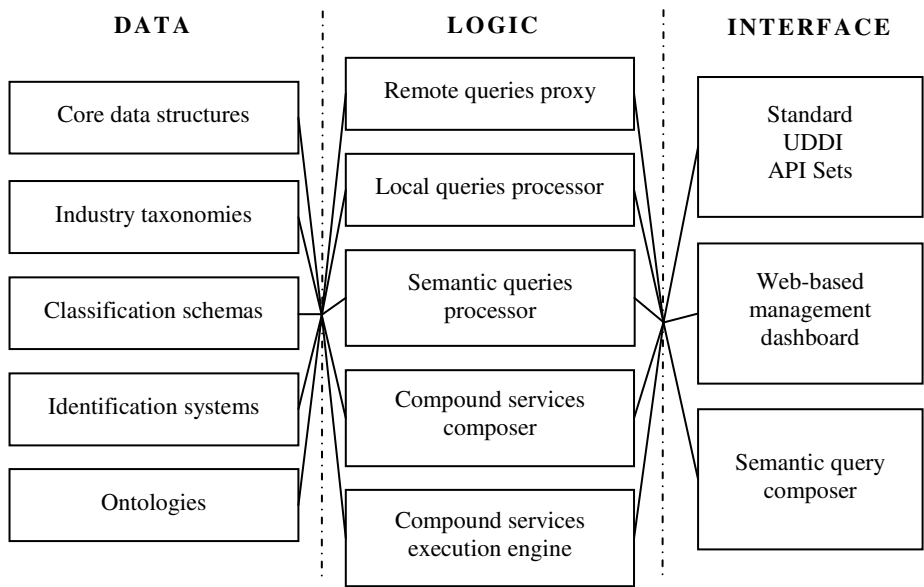 DATA
Core data structures
Industry taxonomies
Classification schemas
Identification systems
Ontologies
LOGIC
Remote queries proxy
Local queries processor
Semantic queries
processor
Compound services
composer
Compound services
execution engine
INTERFACE
Standard
UDDI
API Sets
Web-based
management
dashboard
Semantic query
composer